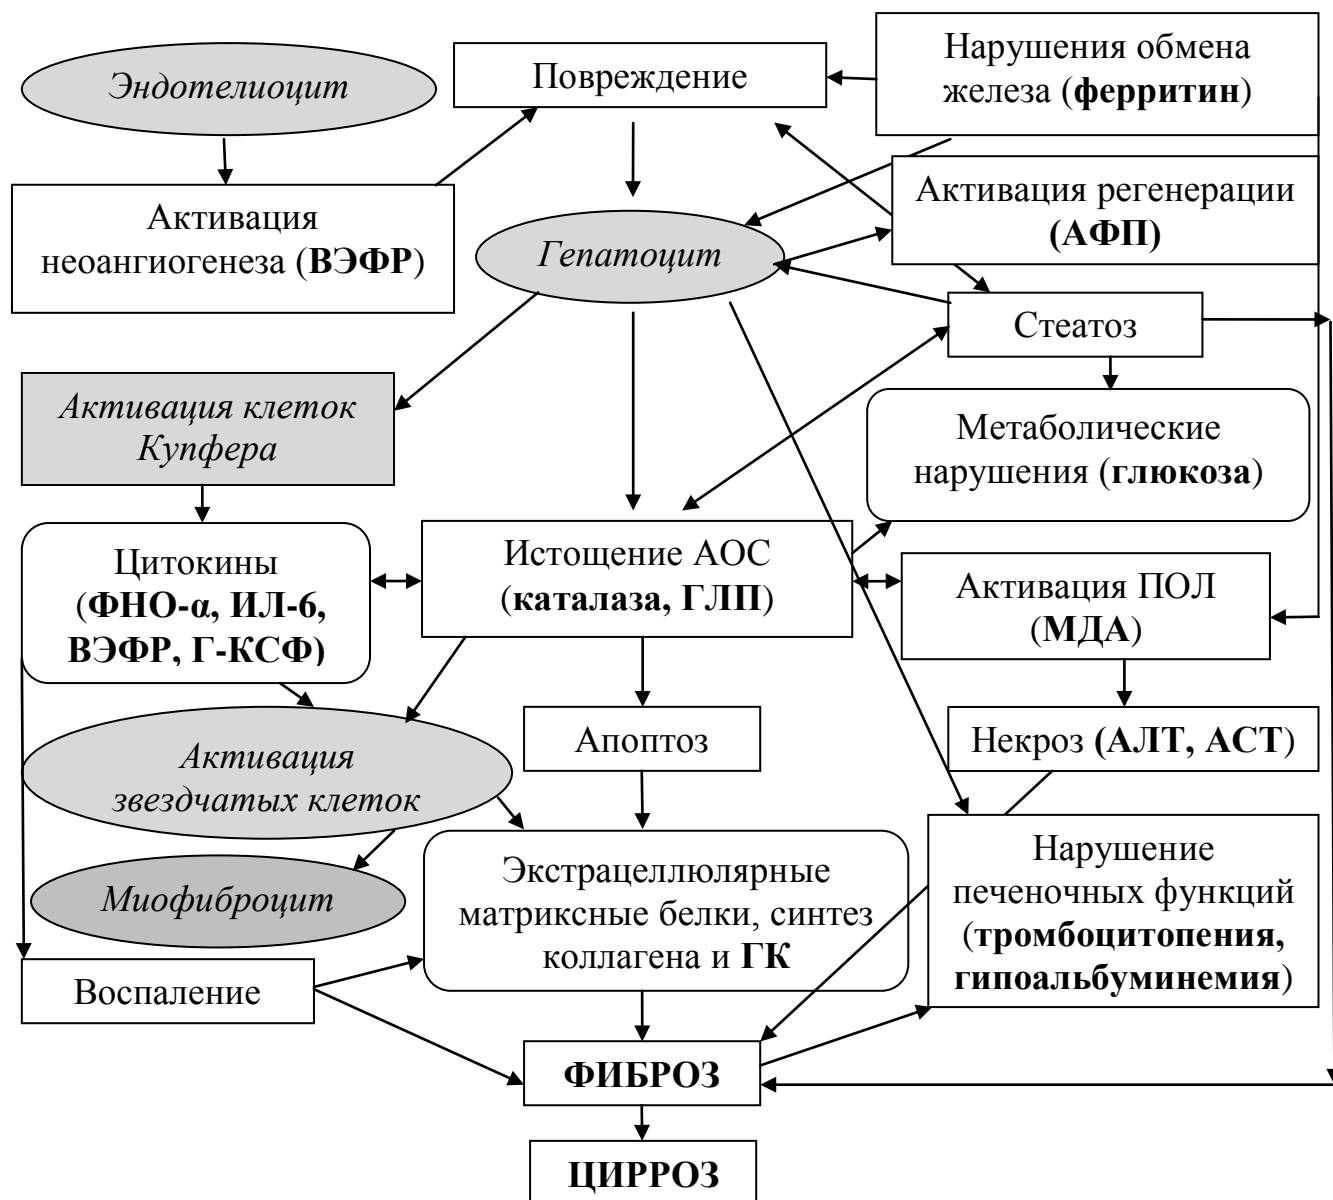 Эндотелиоцит
Повреждение
Нарушения обмена
железа (ферритин)
Активация
неоангиогенеза (ВЭФР)
Гепатоцит
Активация регенерации
(АФП)
Стеатоз
Активация клеток
Купфера
Метаболические
нарушения (глюкоза)
Цитокины
(ФНО-α, ИЛ-6,
ВЭФР, Г-КСФ)
Истощение АОС
(каталаза, ГЛП)
Активация ПОЛ
(МДА)
Активация
звездчатых клеток
Апоптоз
Некроз (АЛТ, АСТ)
Миофиброцит
Экстрацеллюлярные
матриксные белки, синтез
коллагена и ГК
Нарушение
печеночных функций
(тромбоцитопения,
гипоальбуминемия)
Воспаление
ФИБРОЗ
ЦИРРОЗ